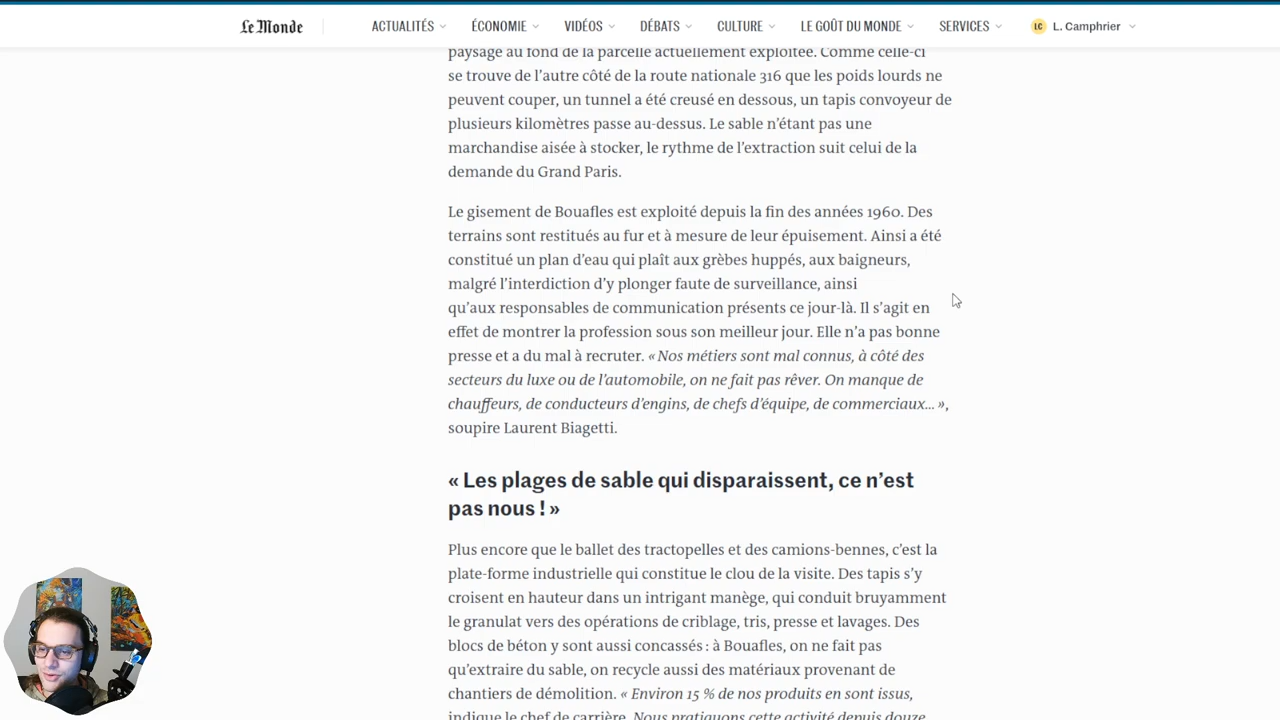 Le Monde
ACTUALITÉS ÉCONOMIE VIDÉOS DÉBATS CULTURE LE GOÛT DU MONDE SERVICES LC L. Camphrier
paysage au fond de la parcelle actuellement exploitée. Comme celle-ci
se trouve de l’autre côté de la route nationale 316 que les poids lourds ne
peuvent couper, un tunnel a été creusé en dessous, un tapis convoyeur de
plusieurs kilomètres passe au-dessus. Le sable n’étant pas une
marchandise aisée à stocker, le rythme de l’extraction suit celui de la
demande du Grand Paris.
Le gisement de Bouafles est exploité depuis la fin des années 1960. Des
terrains sont restitués au fur et à mesure de leur épuisement. Ainsi a été
constitué un plan d’eau qui plaît aux grèbes huppés, aux baigneurs,
malgré l’interdiction d’y plonger faute de surveillance, ainsi
qu’aux responsables de communication présents ce jour-là. Il s’agit en
effet de montrer la profession sous son meilleur jour. Elle n’a pas bonne
presse et a du mal à recruter. « Nos métiers sont mal connus, à côté des
secteurs du luxe ou de l’automobile, on ne fait pas rêver. On manque de
chauffeurs, de conducteurs d’engins, de chefs d’équipe, de commerciaux… »,
soupire Laurent Biagetti.
« Les plages de sable qui disparaissent, ce n’est
pas nous ! »
Plus encore que le ballet des tractopelles et des camions-bennes, c’est la
plate-forme industrielle qui constitue le clou de la visite. Des tapis s’y
croisent en hauteur dans un intrigant manège, qui conduit bruyamment
le granulat vers des opérations de criblage, tris, presse et lavages. Des
blocs de béton y sont aussi concassés : à Bouafles, on ne fait pas
qu’extraire du sable, on recycle aussi des matériaux provenant de
chantiers de démolition. « Environ 15 % de nos produits en sont issus,
indique le chef de carrière. Nous pratiquons cette activité depuis douze